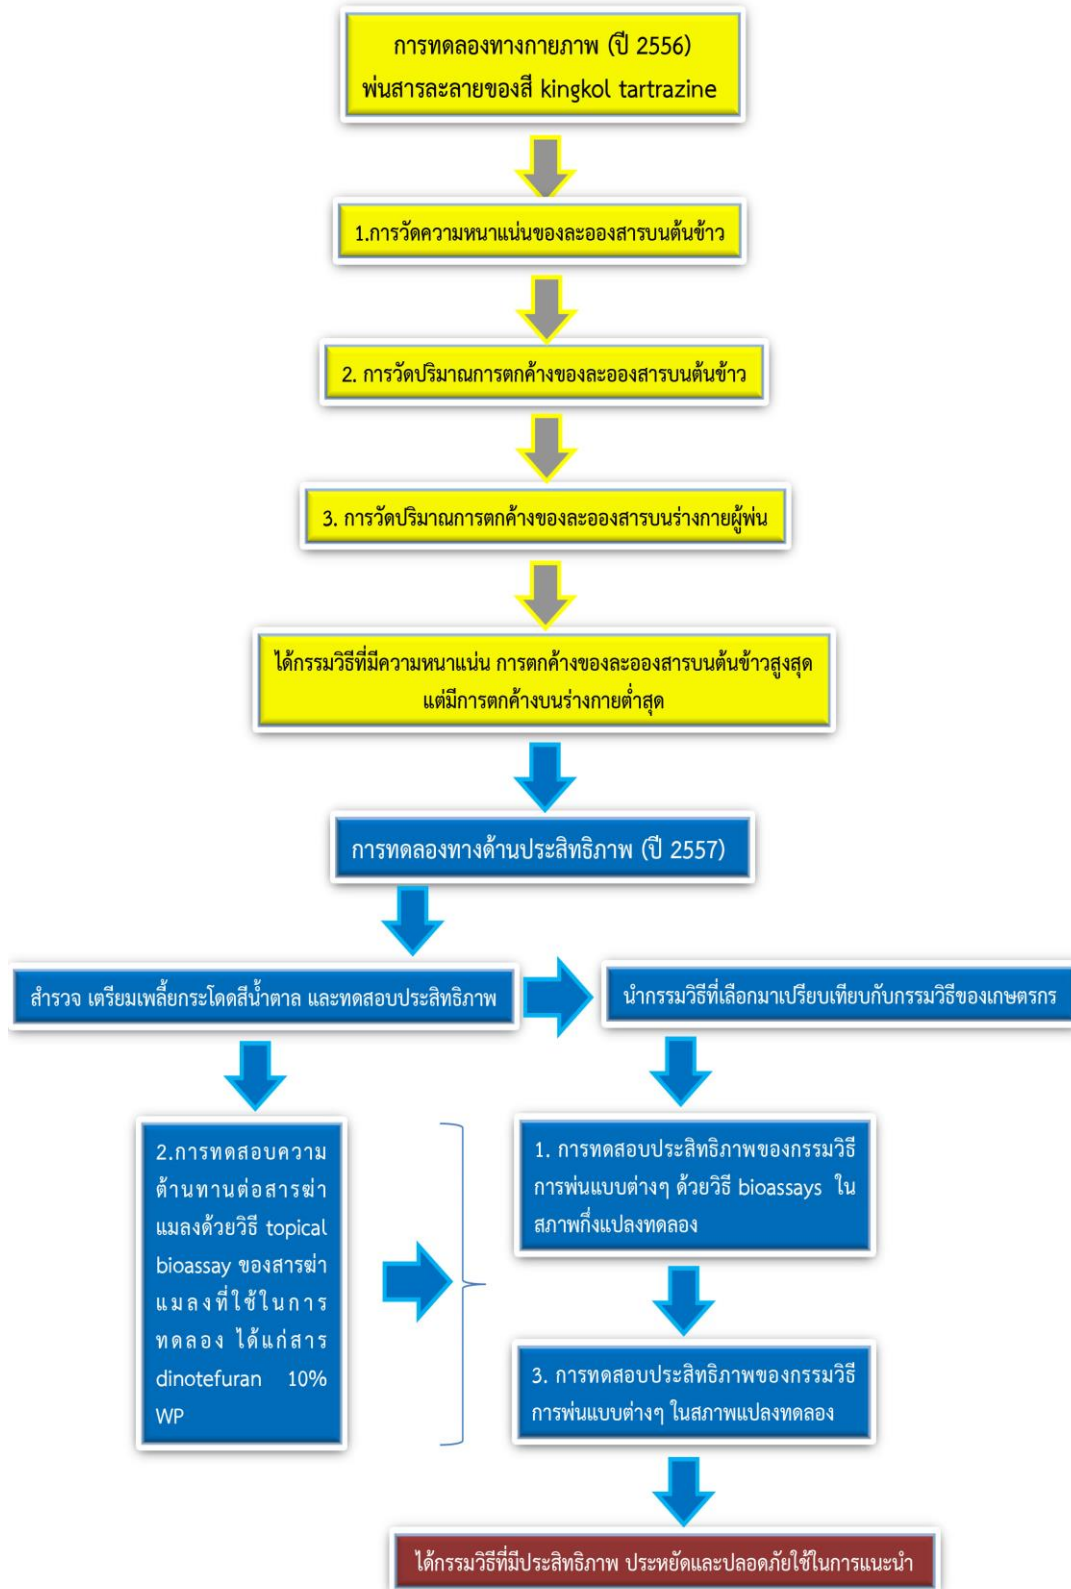 การทดลองทางกายภาพ (ปี 2556)
พ่นสารละลายของสี kingkol tartrazine
1.การวัดความหนาแน่นของละอองสารบนต้นข้าว
2. การวัดปริมาณการตกค้างของละอองสารบนต้นข้าว
3. การวัดปริมาณการตกค้างของละอองสารบนร่างกายผู้พ่น
ได้กรรมวิธีที่มีความหนาแน่น การตกค้างของละอองสารบนต้นข้าวสูงสุด
แต่มีการตกค้างบนร่างกายต่ำสุด
การทดลองทางด้านประสิทธิภาพ (ปี 2557)
สำรวจ เตรียมเพลี้ยกระโดดสีน้ำตาล และทดสอบประสิทธิภาพ
นำกรรมวิธีที่เลือกมาเปรียบเทียบกับกรรมวิธีของเกษตรกร
2.การทดสอบความ
ต้านทานต่อสารฆ่า
แมลงด้วยวิธี topical
bioassay ของสารฆ่า
แมลงที่ใช้ในการ
ทดลอง ได้แก่สาร
dinotefuran 10%
WP
1. การทดสอบประสิทธิภาพของกรรมวิธี
การพ่นแบบต่างๆ ด้วยวิธี bioassays ใน
สภาพกึ่งแปลงทดลอง
3. การทดสอบประสิทธิภาพของกรรมวิธี
การพ่นแบบต่างๆ ในสภาพแปลงทดลอง
ได้กรรมวิธีที่มีประสิทธิภาพ ประหยัดและปลอดภัยใช้ในการแนะนำ